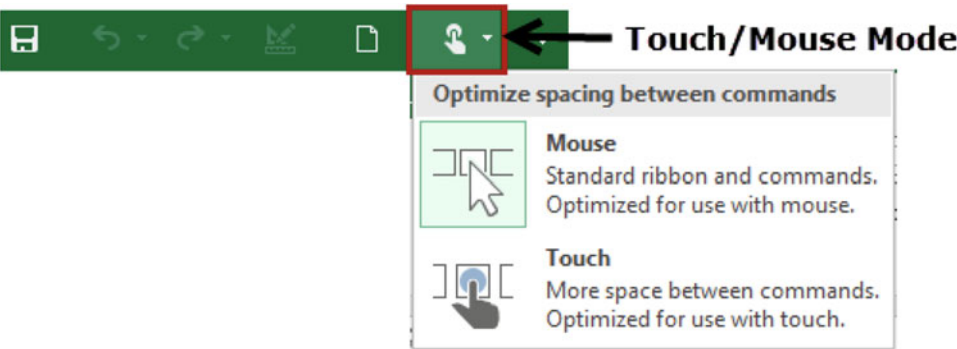 Touch/Mouse Mode
Optimize spacing between commands
Mouse
Standard ribbon and commands.
Optimized for use with mouse.
Touch
More space between commands.
Optimized for use with touch.